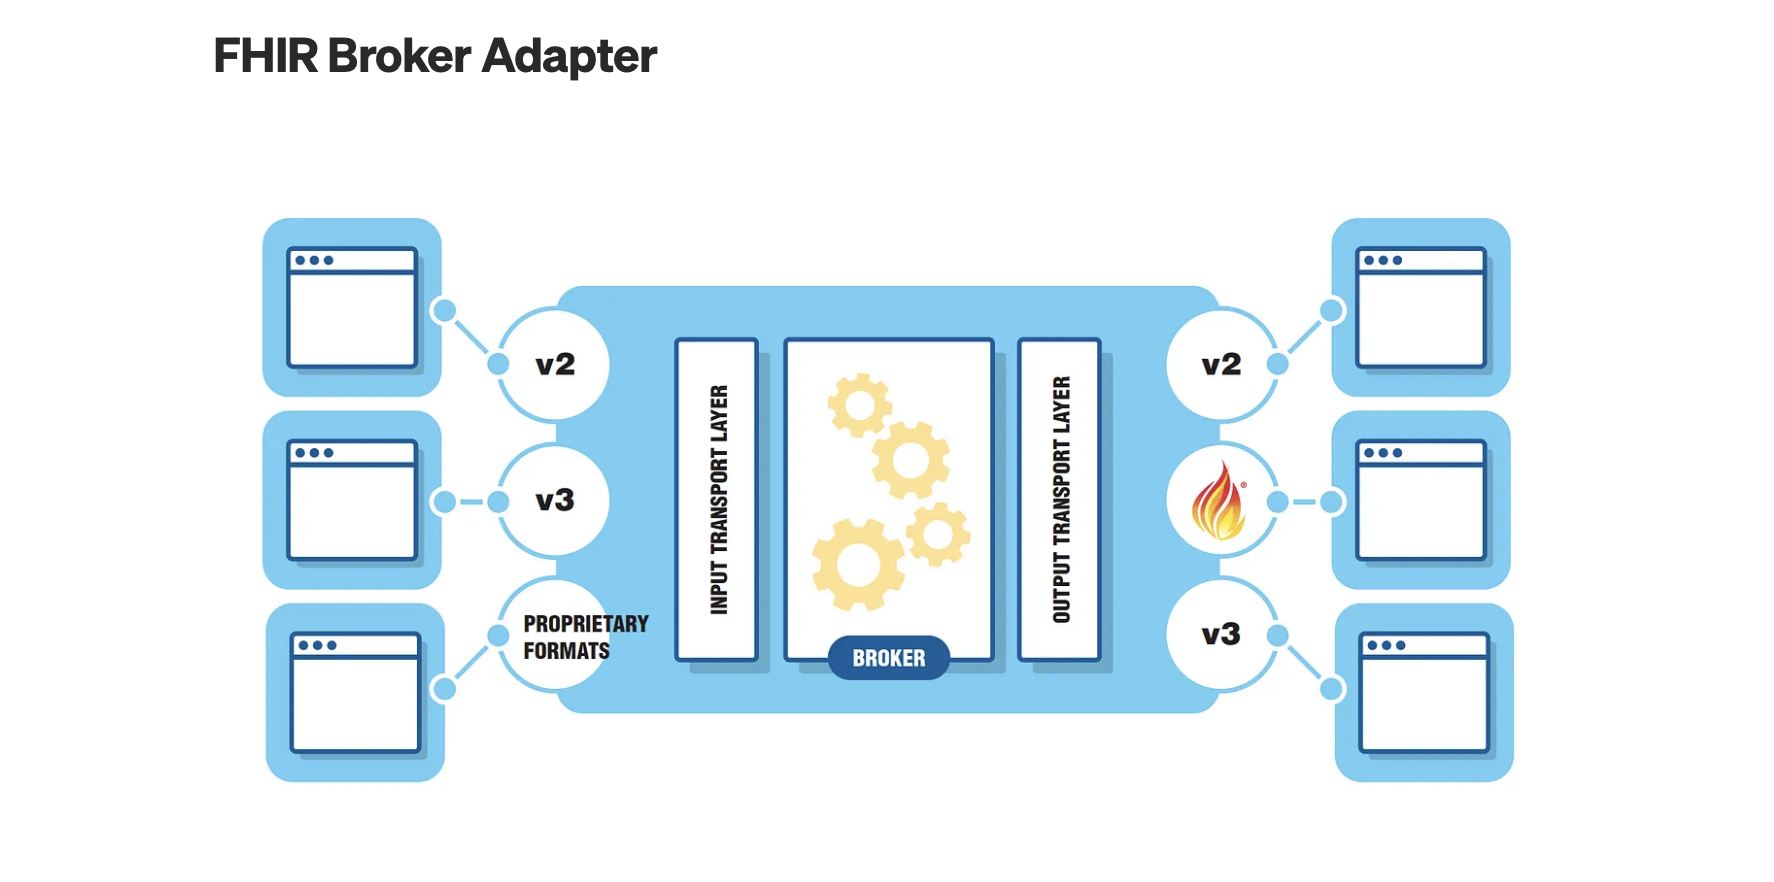 FHIR Broker Adapter
v2
v3
PROPRIETARY
FORMATS
INPUT TRANSPORT LAYER
BROKER
OUTPUT TRANSPORT LAYER
v2
®
v3